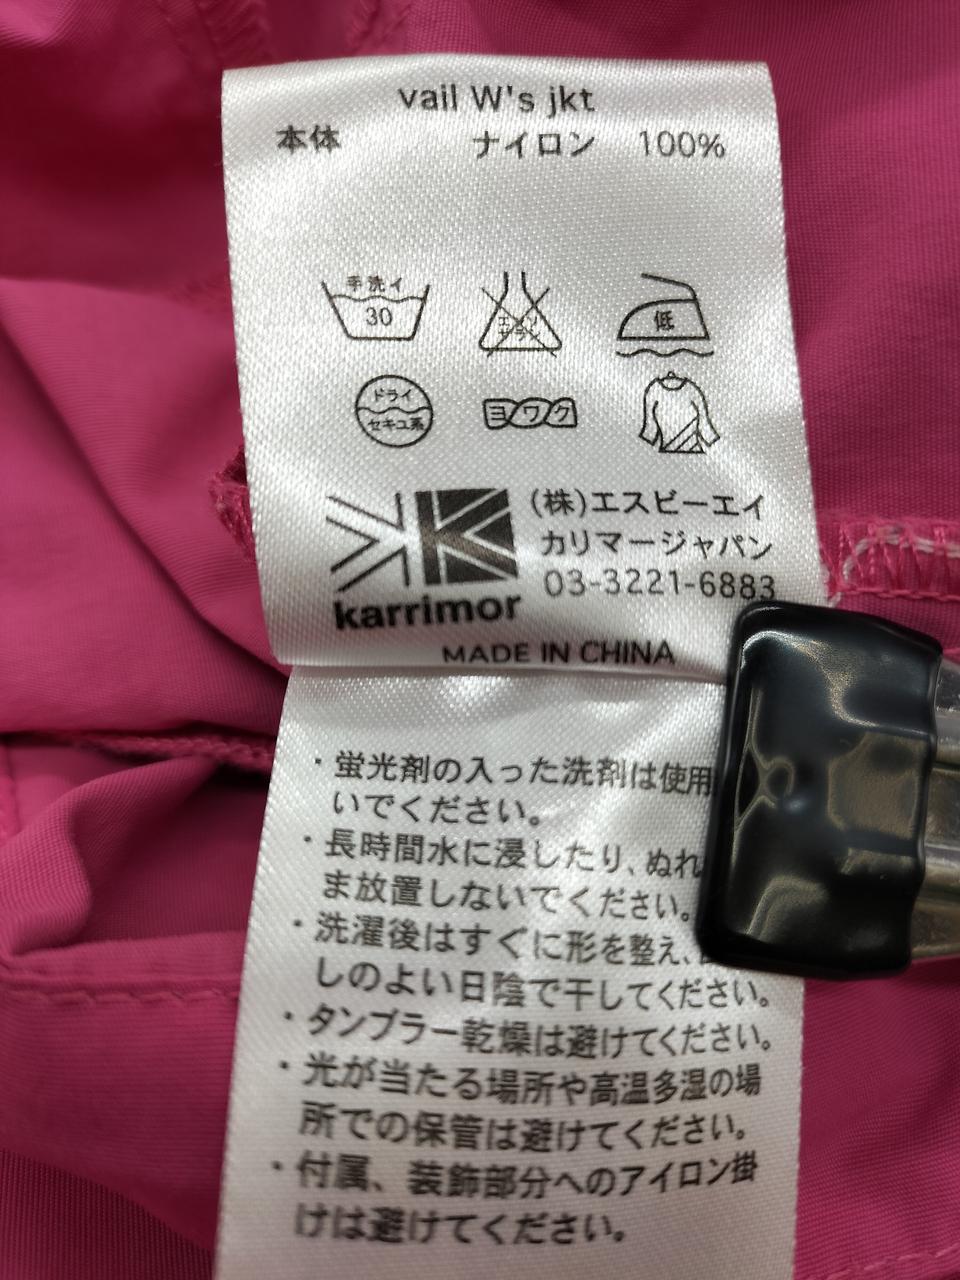 vail W's jkt
本体 ナイロン 100%
手洗イ
30
エンソ
サラシ
低
ドライ
セキユ系
ヨワク
(株)エスビーエイ
カリマージャパン
03-3221-6883
karrimor
MADE IN CHINA
・蛍光剤の入った洗剤は使用
いでください。
・長時間水に浸したり、ぬれ
ま放置しないでください。
・洗濯後はすぐに形を整え、
しのよい日陰で干してください。
・タンブラー乾燥は避けてください。
・光が当たる場所や高温多湿の場
所での保管は避けてください。
・付属、装飾部分へのアイロン掛
けは避けてください。